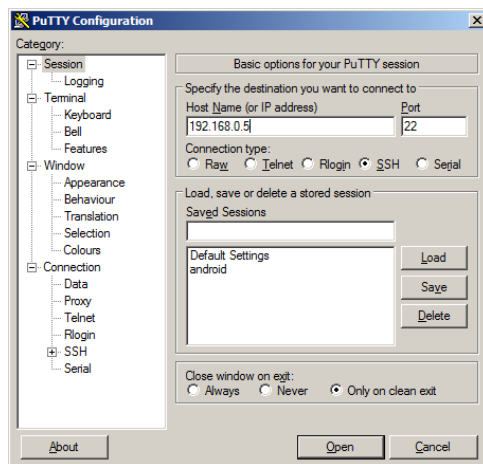 PuTTY Configuration
Category:
Session
Logging
Terminal
Keyboard
Bell
Features
Window
Appearance
Behaviour
Translation
Selection
Colours
Connection
Data
Proxy
Telnet
Rlogin
SSH
Serial
Basic options for your PuTTY session
Specify the destination you want to connect to
Host Name (or IP address) Port
192.168.0.5 22
Connection type:
Raw Telnet Rlogin SSH Serial
Load, save or delete a stored session
Saved Sessions
Default Settings
android
Load
Save
Delete
Close window on exit:
Always Never Only on clean exit
About Open Cancel